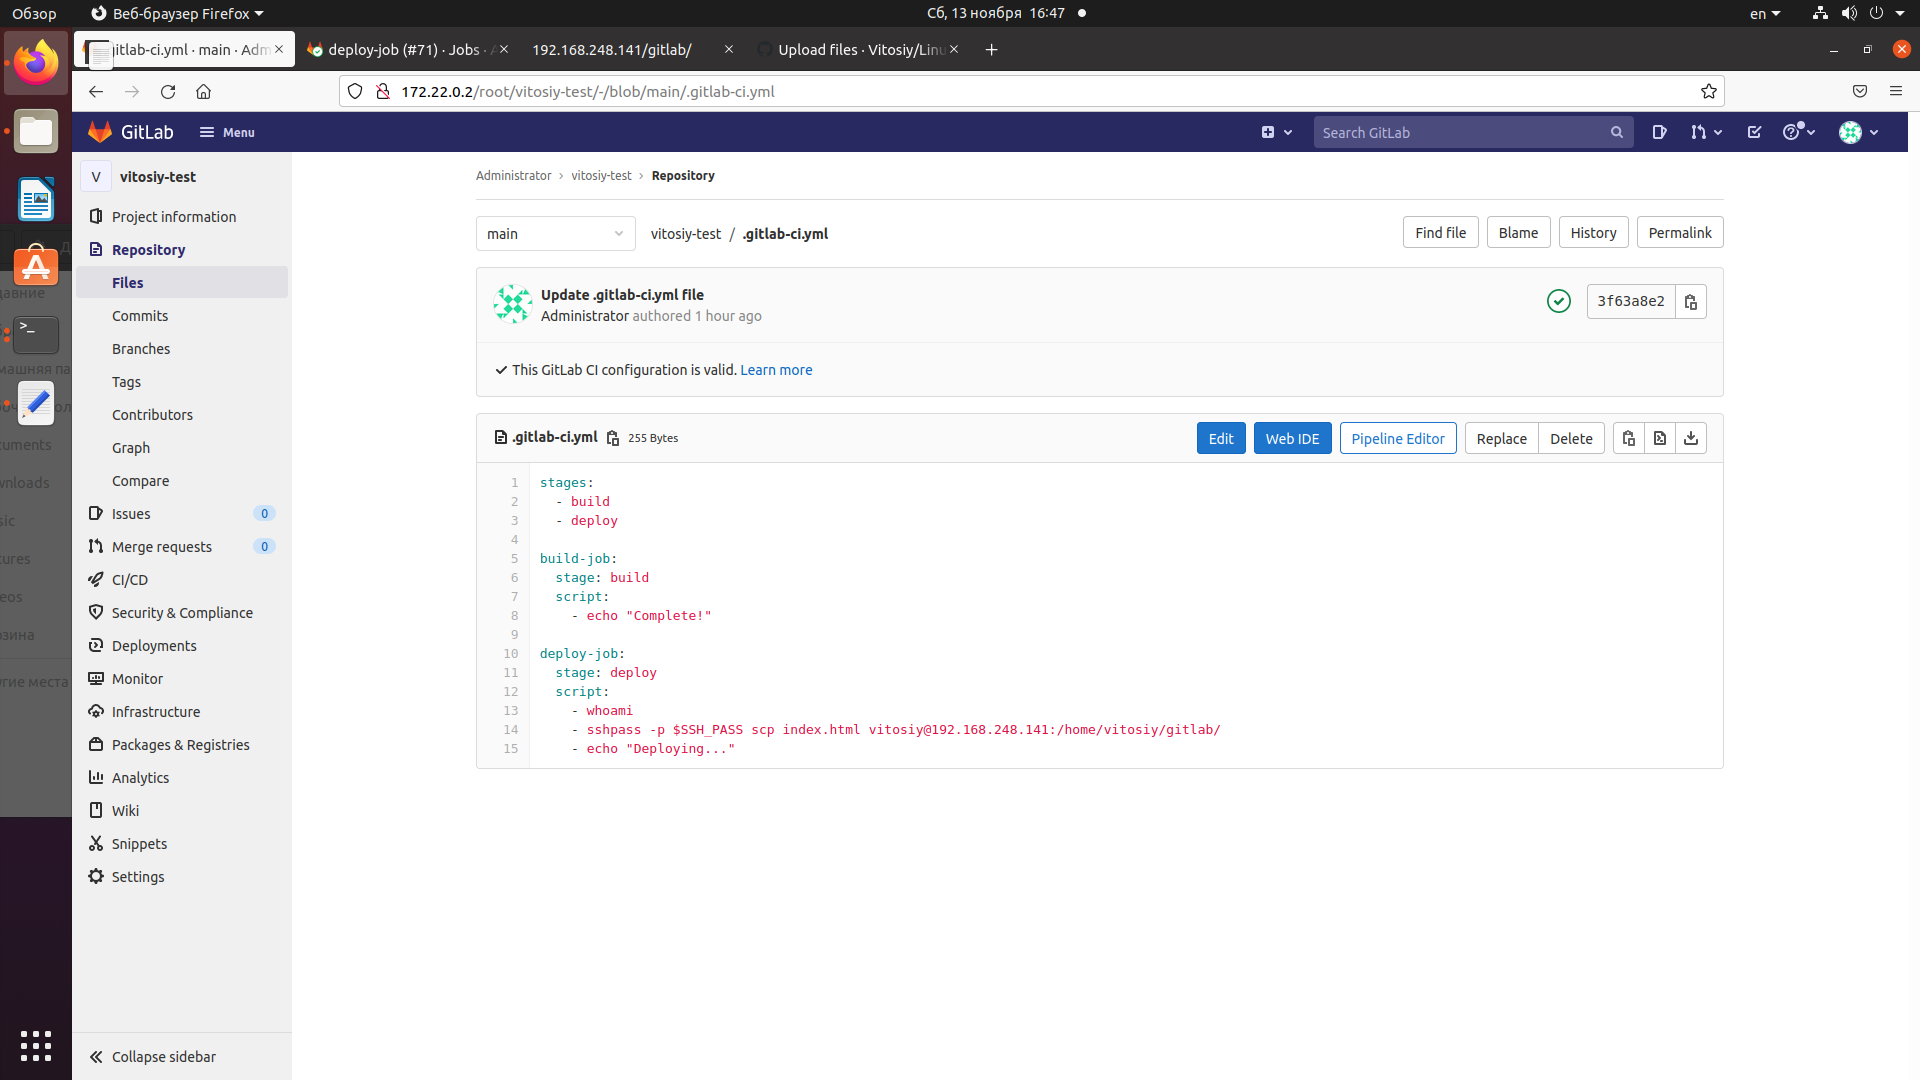 Обзор
Веб-браузер Firefox
Сб, 13 ноября 16:47
en
gitlab-ci.yml · main · Adm
deploy-job (#71) · Jobs ·
192.168.248.141/gitlab/
Upload files · Vitosiy/Linu
172.22.0.2/root/vitosiy-test/-/blob/main/.gitlab-ci.yml
GitLab
Menu
Search GitLab
V
vitosiy-test
Project information
Repository
Files
Commits
Branches
Tags
Contributors
Graph
Compare
Issues 0
Merge requests 0
CI/CD
Security & Compliance
Deployments
Monitor
Infrastructure
Packages & Registries
Analytics
Wiki
Snippets
Settings
Collapse sidebar
Administrator › vitosiy-test › Repository
main
vitosiy-test / .gitlab-ci.yml
Find file
Blame
History
Permalink
Update .gitlab-ci.yml file
Administrator authored 1 hour ago
3f63a8e2
This GitLab CI configuration is valid. Learn more
.gitlab-ci.yml 255 Bytes
Edit
Web IDE
Pipeline Editor
Replace
Delete
1 stages:
2 - build
3 - deploy
4
5 build-job:
6 stage: build
7 script:
8 - echo "Complete!"
9
10 deploy-job:
11 stage: deploy
12 script:
13 - whoami
14 - sshpass -p $SSH_PASS scp index.html vitosiy@192.168.248.141:/home/vitosiy/gitlab/
15 - echo "Deploying..."